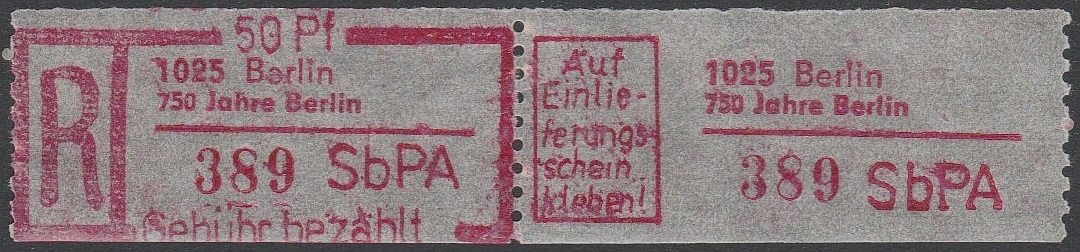 50 Pf
R
1025 Berlin
750 Jahre Berlin
389 SbPA
Gebühr bezahlt
Auf
Einlie-
ferungs-
schein
kleben!
1025 Berlin
750 Jahre Berlin
389 SbPA